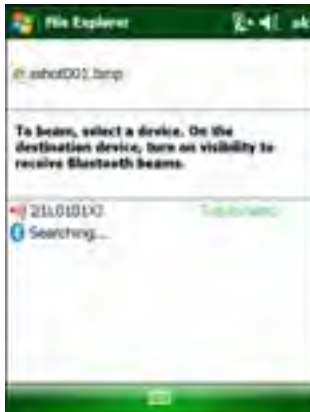 File Explorer ok
sshot001.bmp
To beam, select a device. On the
destination device, turn on visibility to
receive Bluetooth beams.
Searching...